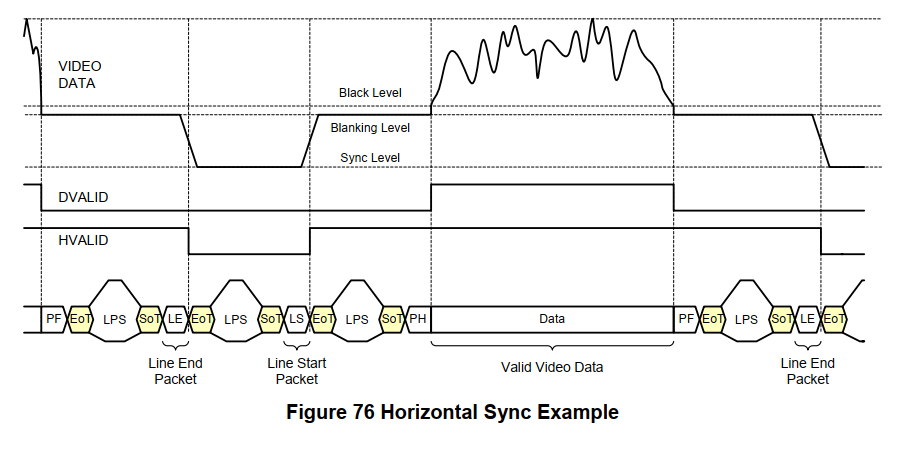 VIDEO
DATA
Black Level
Blanking Level
Sync Level
DVALID
HVALID
PF EoT LPS SoT LE EoT LPS SoT LS EoT LPS SoT PH Data PF EoT LPS SoT LE EoT
Line End
Packet
Line Start
Packet
Valid Video Data
Line End
Packet
Figure 76 Horizontal Sync Example